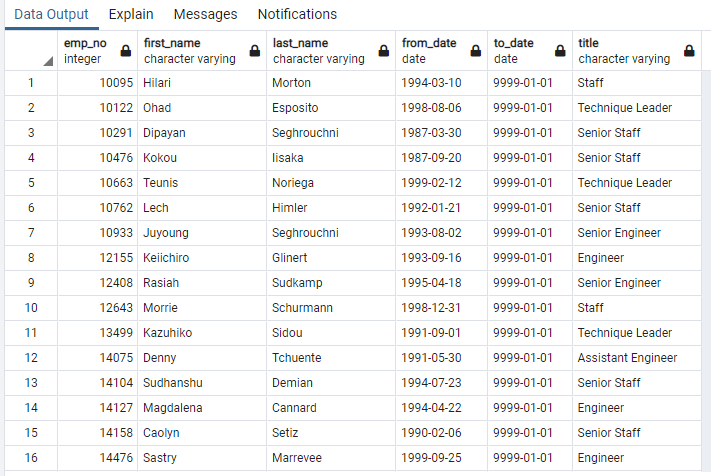 Data Output Explain Messages Notifications
emp_no first_name last_name from_date to_date title
integer character varying character varying date date character varying
1 10095 Hilari Morton 1994-03-10 9999-01-01 Staff
2 10122 Ohad Esposito 1998-08-06 9999-01-01 Technique Leader
3 10291 Dipayan Seghrouchni 1987-03-30 9999-01-01 Senior Staff
4 10476 Kokou Iisaka 1987-09-20 9999-01-01 Senior Staff
5 10663 Teunis Noriega 1999-02-12 9999-01-01 Technique Leader
6 10762 Lech Himler 1992-01-21 9999-01-01 Senior Staff
7 10933 Juyoung Seghrouchni 1993-08-02 9999-01-01 Senior Engineer
8 12155 Keiichiro Glinert 1993-09-16 9999-01-01 Engineer
9 12408 Rasiah Sudkamp 1995-04-18 9999-01-01 Senior Engineer
10 12643 Morrie Schurmann 1998-12-31 9999-01-01 Staff
11 13499 Kazuhiko Sidou 1991-09-01 9999-01-01 Technique Leader
12 14075 Denny Tchuente 1991-05-30 9999-01-01 Assistant Engineer
13 14104 Sudhanshu Demian 1994-07-23 9999-01-01 Senior Staff
14 14127 Magdalena Cannard 1994-04-22 9999-01-01 Engineer
15 14158 Caolyn Setiz 1990-02-06 9999-01-01 Senior Staff
16 14476 Sastry Marrevee 1999-09-25 9999-01-01 Engineer